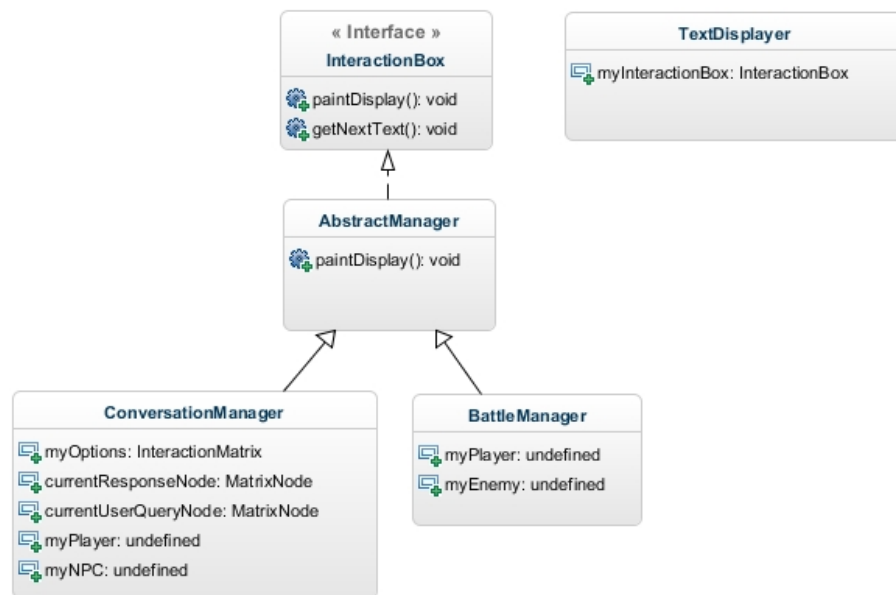 « Interface »
InteractionBox
paintDisplay(): void
getNextText(): void
TextDisplayer
myInteractionBox: InteractionBox
AbstractManager
paintDisplay(): void
ConversationManager
myOptions: InteractionMatrix
currentResponseNode: MatrixNode
currentUserQueryNode: MatrixNode
myPlayer: undefined
myNPC: undefined
BattleManager
myPlayer: undefined
myEnemy: undefined